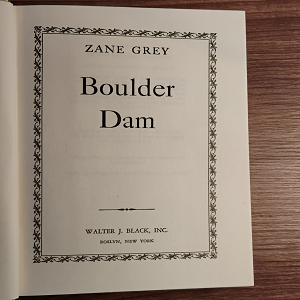 ZANE GREY
Boulder
Dam
WALTER J. BLACK, INC.
ROSLYN, NEW YORK